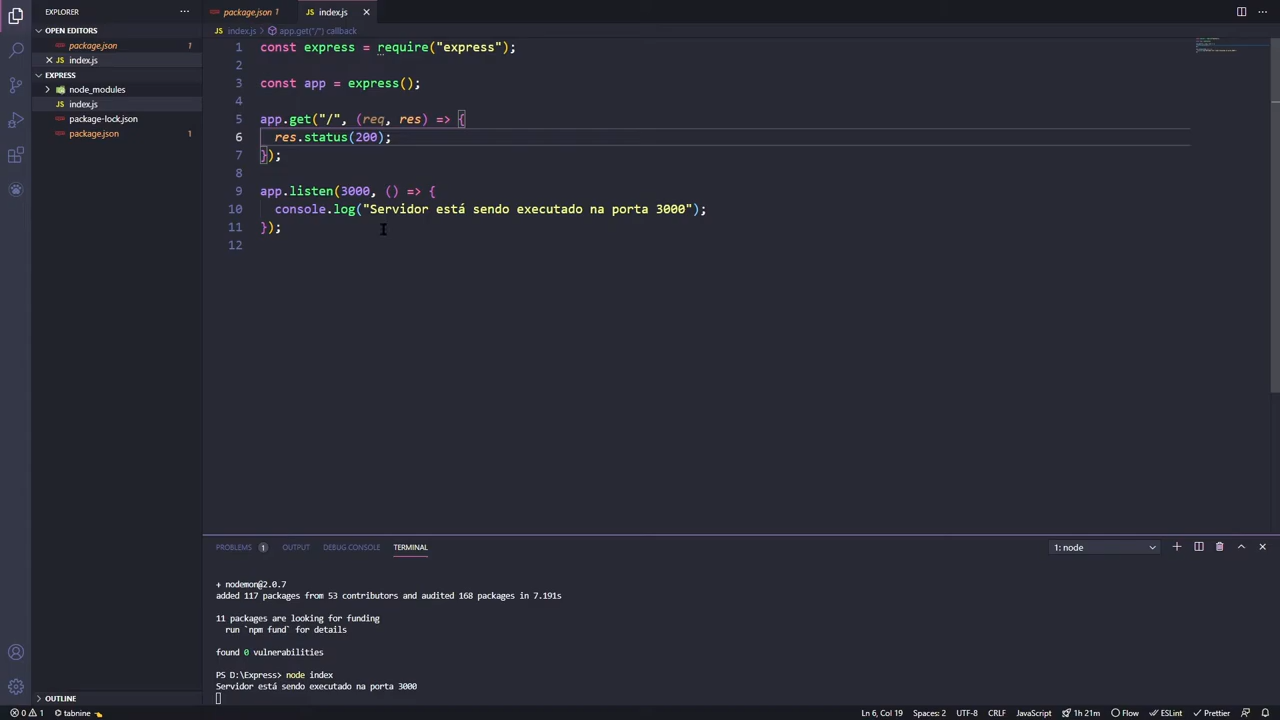 EXPLORER
OPEN EDITORS
package.json 1
JS index.js
EXPRESS
node_modules
JS index.js
package-lock.json
package.json 1
OUTLINE
package.json 1
JS index.js
JS index.js > app.get("/") callback
1 const express = require("express");
2
3 const app = express();
4
5 app.get("/", (req, res) => {
6 res.status(200);
7 });
8
9 app.listen(3000, () => {
10 console.log("Servidor está sendo executado na porta 3000");
11 });
12
PROBLEMS 1 OUTPUT DEBUG CONSOLE TERMINAL 1: node
+ nodemon@2.0.7
added 117 packages from 53 contributors and audited 168 packages in 7.191s
11 packages are looking for funding
run `npm fund` for details
found 0 vulnerabilities
PS D:\Express> node index
Servidor está sendo executado na porta 3000
0 1 tabnine Ln 6, Col 19 Spaces: 2 UTF-8 CRLF JavaScript 1h 21m Flow ESLint Prettier